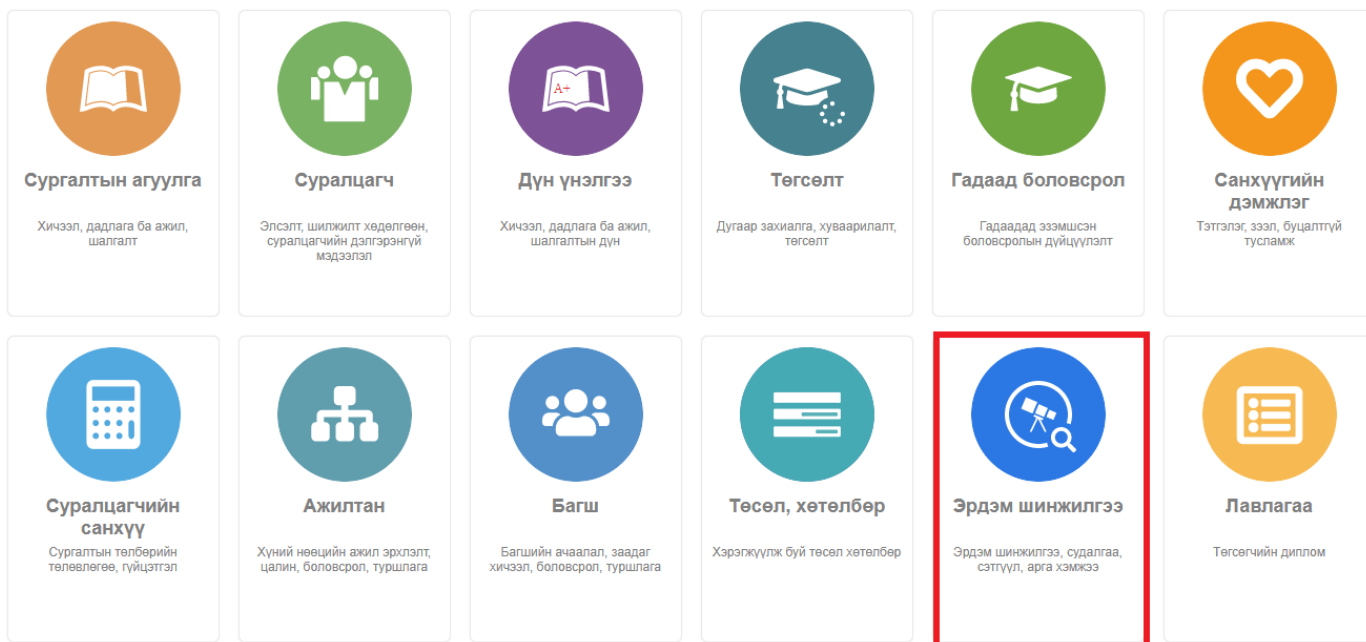 A+
Сургалтын агуулга
Хичээл, дадлага ба ажил,
шалгалт
Суралцагч
Элсэлт, шилжилт хөдөлгөөн,
суралцагчийн дэлгэрэнгүй
мэдээлэл
Дүн үнэлгээ
Хичээл, дадлага ба ажил,
шалгалтын дүн
Төгсөлт
Дугаар захиалга, хуваарилалт,
төгсөлт
Гадаад боловсрол
Гадаадад эзэмшсэн
боловсролын дүйцүүлэлт
Санхүүгийн
дэмжлэг
Тэтгэлэг, зээл, буцалтгүй
тусламж
Суралцагчийн
санхүү
Сургалтын төлбөрийн
төлөвлөгөө, гүйцэтгэл
Ажилтан
Хүний нөөцийн ажил эрхлэлт,
цалин, боловсрол, туршлага
Багш
Багшийн ачаалал, заадаг
хичээл, боловсрол, туршлага
Төсөл, хөтөлбөр
Хэрэгжүүлж буй төсөл хөтөлбөр
Эрдэм шинжилгээ
Эрдэм шинжилгээ, судалгаа,
сэтгүүл, арга хэмжээ
Лавлагаа
Төгсөгчийн диплом